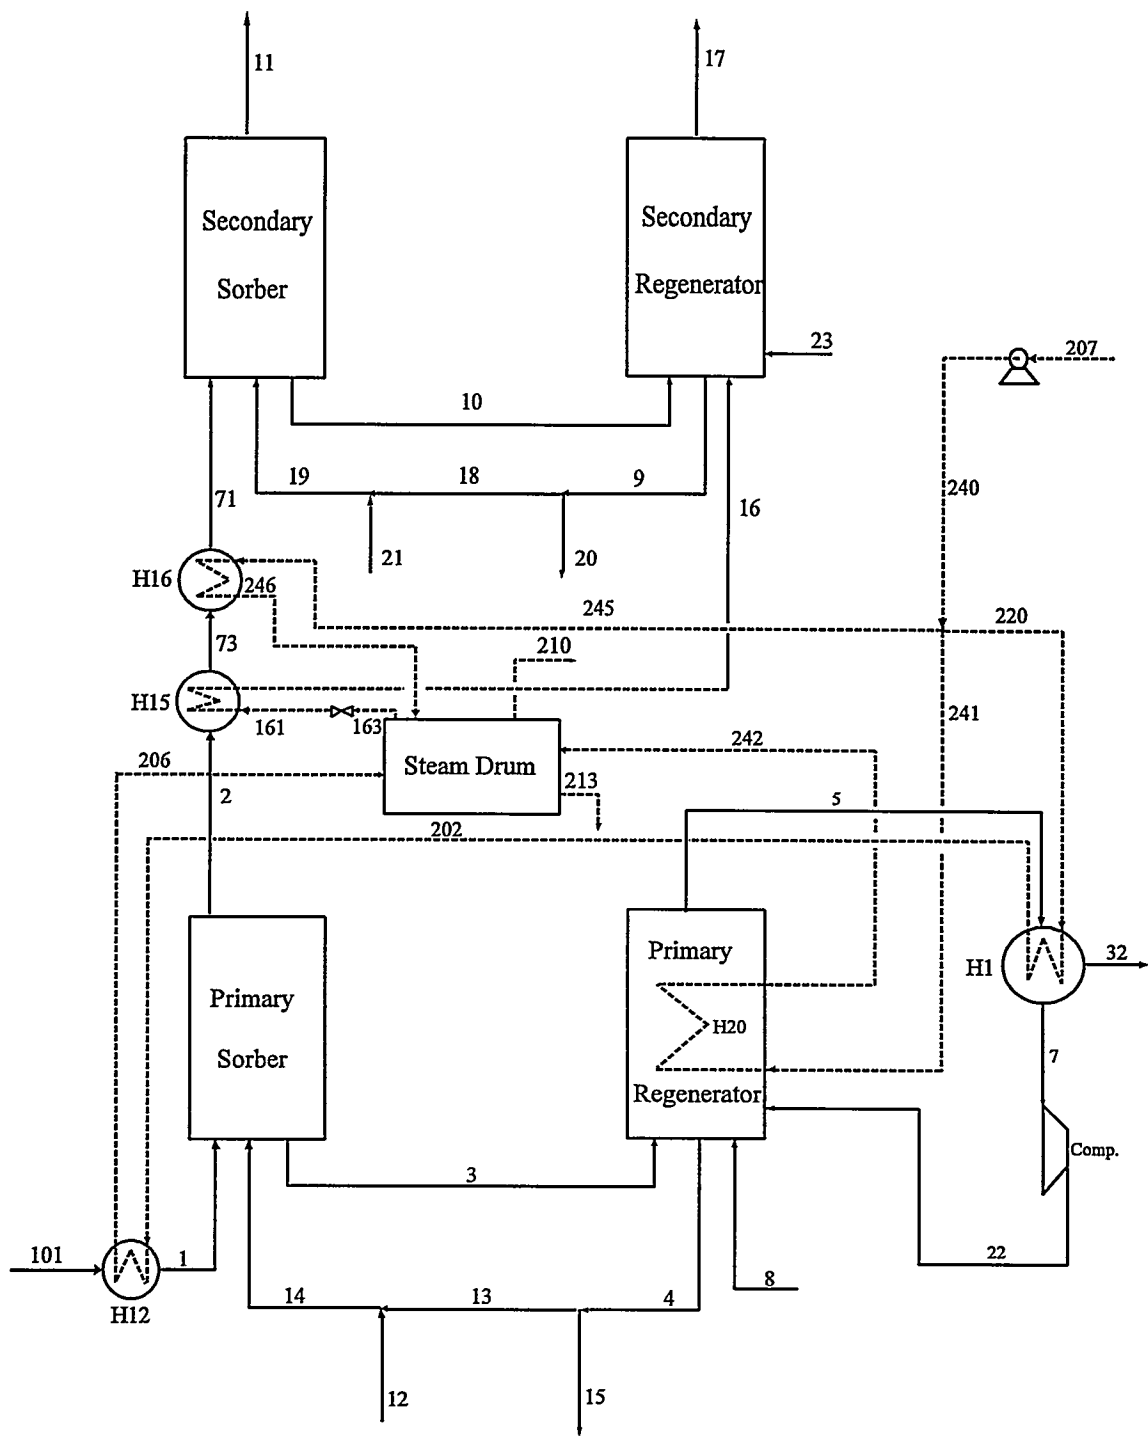 11
17
Secondary
Sorber
Secondary
Regenerator
23
207
10
19
18
9
71
21
20
16
240
H16
246
245
220
73
210
H15
161
163
241
206
Steam Drum
242
213
2
202
5
Primary
Sorber
Primary
H20
Regenerator
H1
32
7
Comp.
3
101
1
22
8
H12
14
13
4
12
15